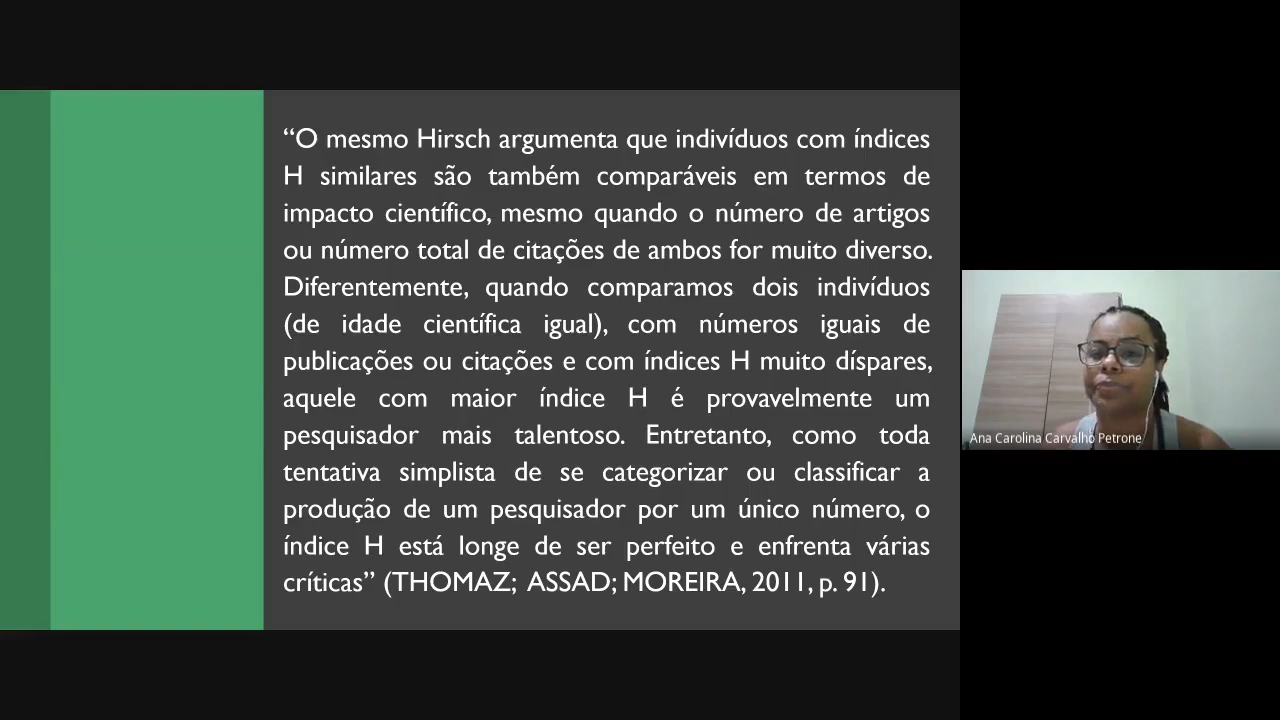 “O mesmo Hirsch argumenta que indivíduos com índices
H similares são também comparáveis em termos de
impacto científico, mesmo quando o número de artigos
ou número total de citações de ambos for muito diverso.
Diferentemente, quando comparamos dois indivíduos
(de idade científica igual), com números iguais de
publicações ou citações e com índices H muito díspares,
aquele com maior índice H é provavelmente um
pesquisador mais talentoso. Entretanto, como toda
tentativa simplista de se categorizar ou classificar a
produção de um pesquisador por um único número, o
índice H está longe de ser perfeito e enfrenta várias
críticas” (THOMAZ; ASSAD; MOREIRA, 2011, p. 91).
Ana Carolina Carvalho Petrone